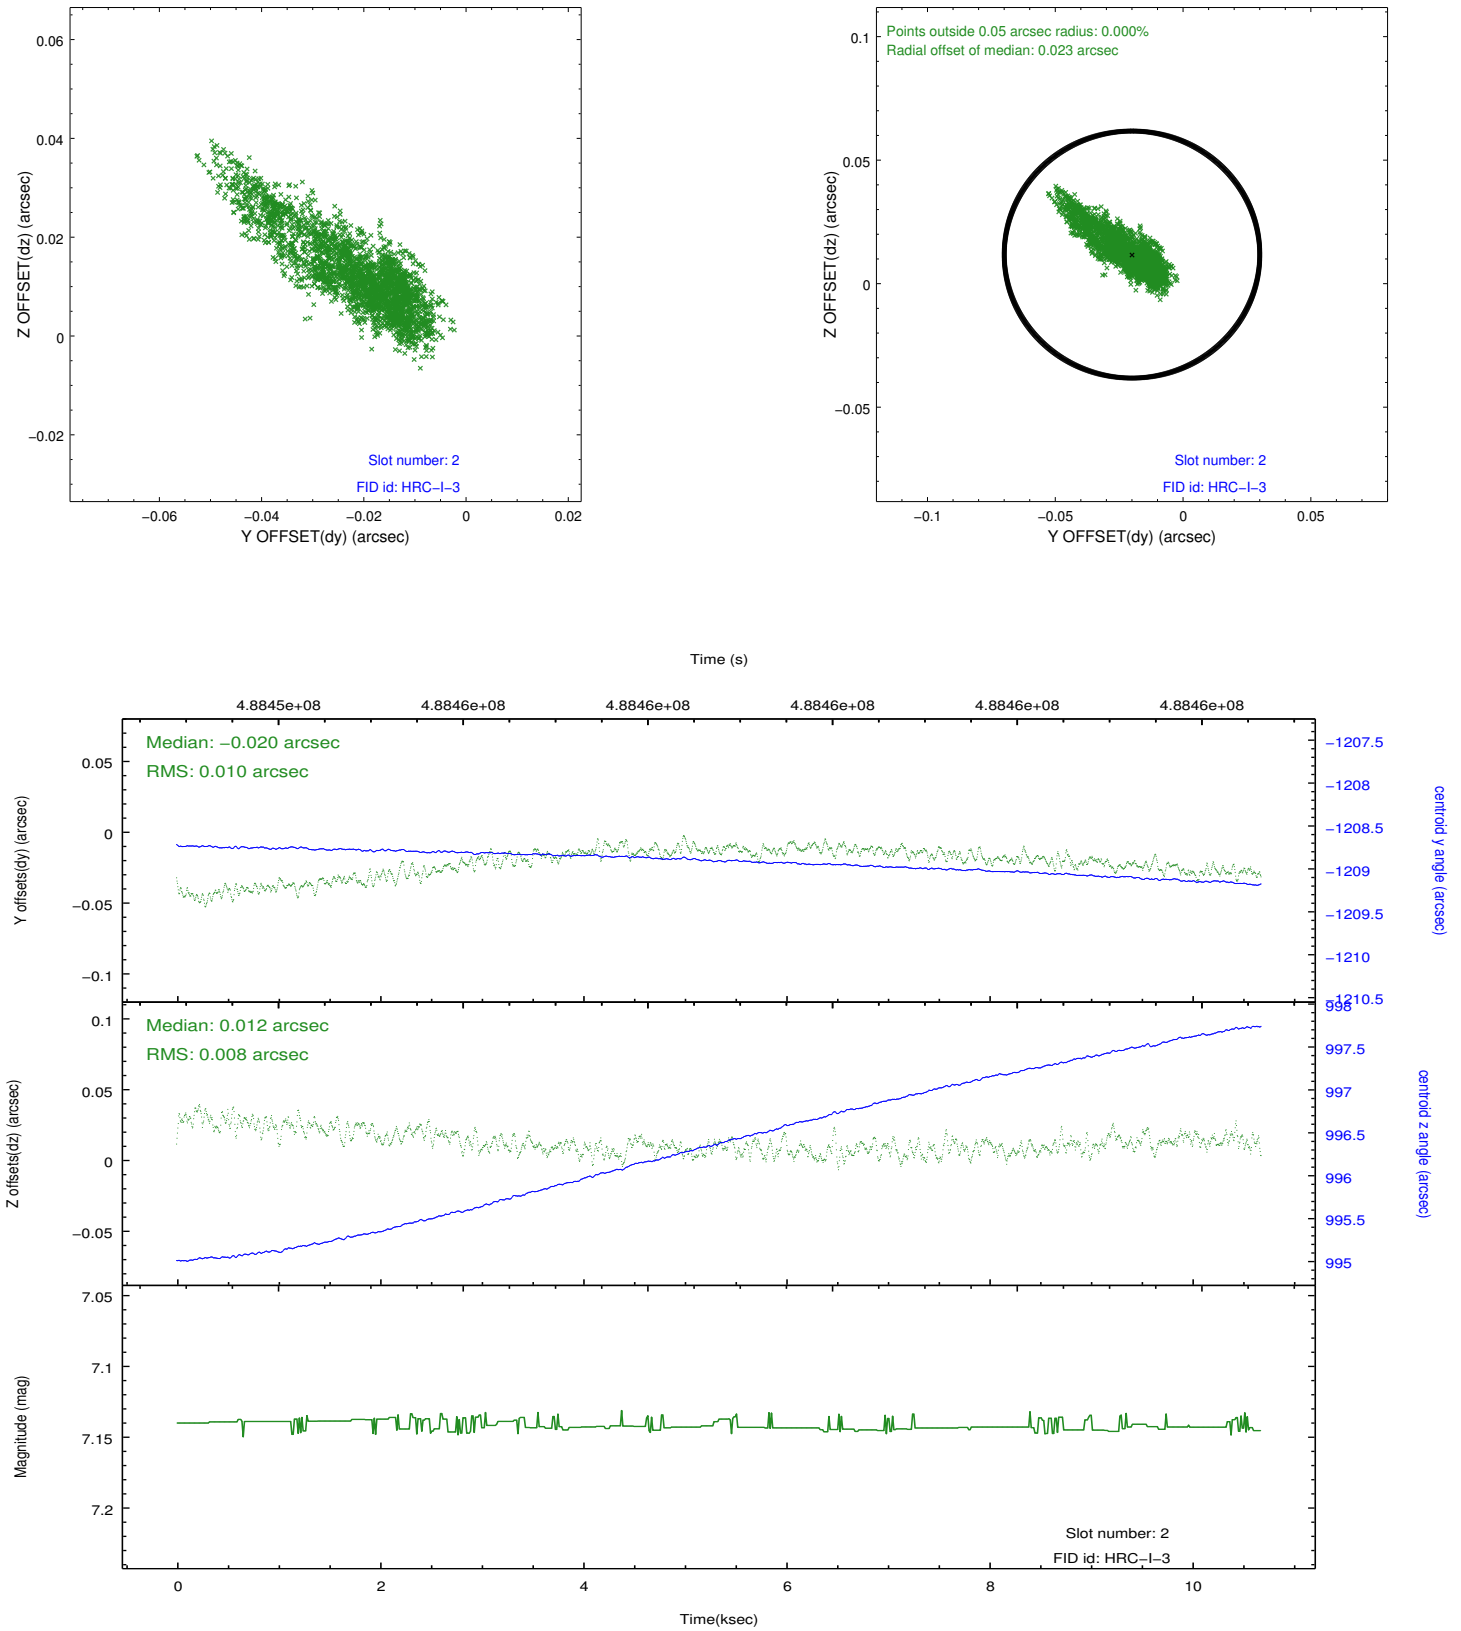 0.06
0.04
0.02
0
−0.02
Z OFFSET(dz) (arcsec)
Slot number: 2
FID id: HRC−I−3
−0.06 −0.04 −0.02 0 0.02
Y OFFSET(dy) (arcsec)
Points outside 0.05 arcsec radius: 0.000%
Radial offset of median: 0.023 arcsec
0.1
0.05
0
−0.05
Z OFFSET(dz) (arcsec)
Slot number: 2
FID id: HRC−I−3
−0.1 −0.05 0 0.05
Y OFFSET(dy) (arcsec)
Time (s)
4.8845e+08 4.8846e+08 4.8846e+08 4.8846e+08 4.8846e+08 4.8846e+08
Median: −0.020 arcsec
RMS: 0.010 arcsec
0.05
0
−0.05
−0.1
Y offsets(dy) (arcsec)
−1207.5
−1208
−1208.5
−1209
−1209.5
−1210
−1210.5
centroid y angle (arcsec)
Median: 0.012 arcsec
RMS: 0.008 arcsec
0.1
0.05
0
−0.05
Z offsets(dz) (arcsec)
998
997.5
997
996.5
996
995.5
995
centroid z angle (arcsec)
7.05
7.1
7.15
7.2
Magnitude (mag)
Slot number: 2
FID id: HRC−I−3
0 2 4 6 8 10
Time(ksec)